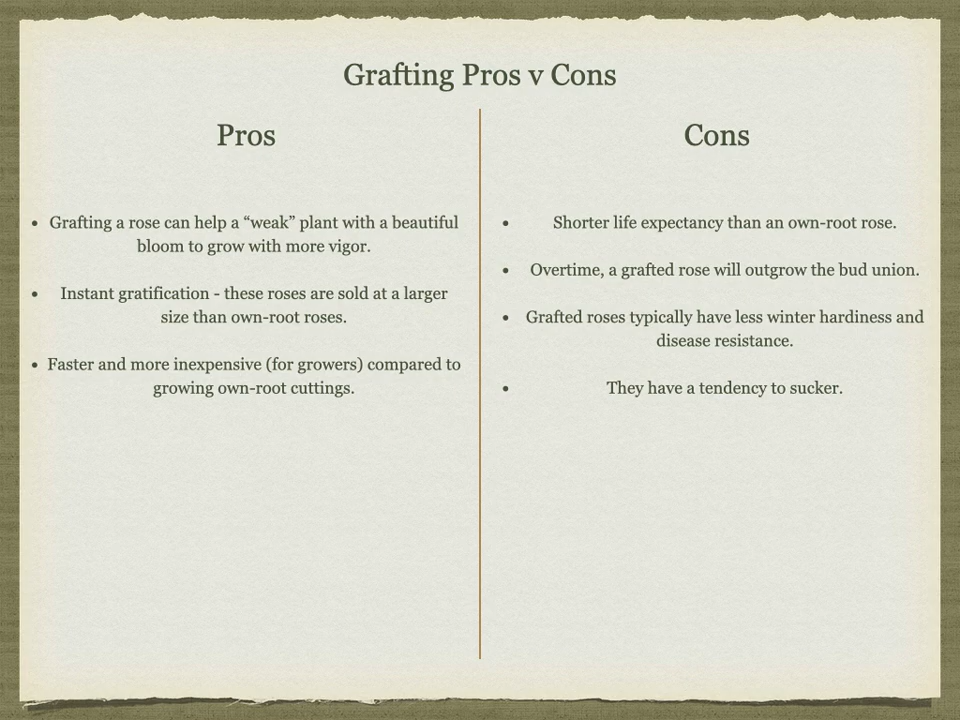 Grafting Pros v Cons
Pros
• Grafting a rose can help a “weak” plant with a beautiful
bloom to grow with more vigor.
• Instant gratification - these roses are sold at a larger
size than own-root roses.
• Faster and more inexpensive (for growers) compared to
growing own-root cuttings.
Cons
• Shorter life expectancy than an own-root rose.
• Overtime, a grafted rose will outgrow the bud union.
• Grafted roses typically have less winter hardiness and
disease resistance.
• They have a tendency to sucker.